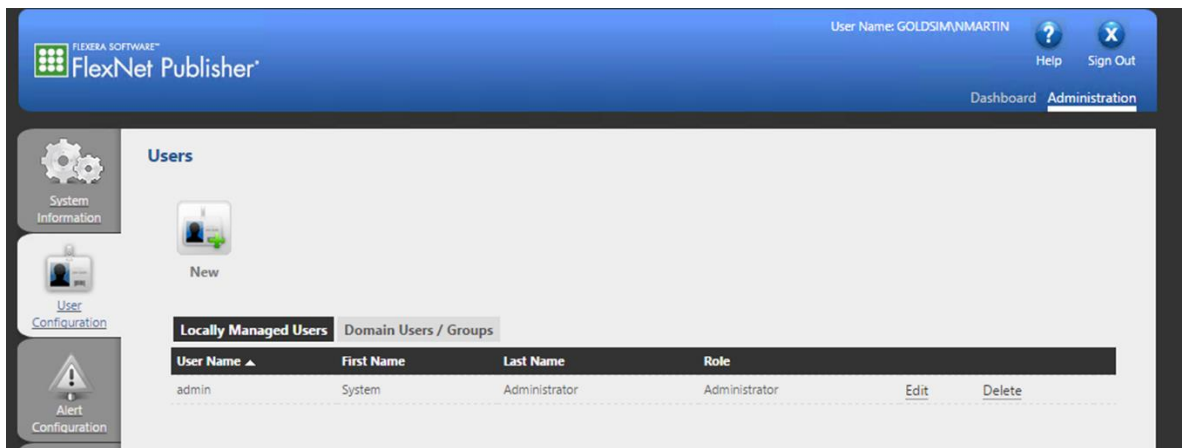 User Name: GOLDSIM\NMARTIN
FLEXERA SOFTWARE™
FlexNet Publisher®
?
X
Help
Sign Out
Dashboard Administration
System
Information
Users
New
User
Configuration
Locally Managed Users Domain Users / Groups
User Name ▲ First Name Last Name Role
admin System Administrator Administrator Edit Delete
Alert
Configuration